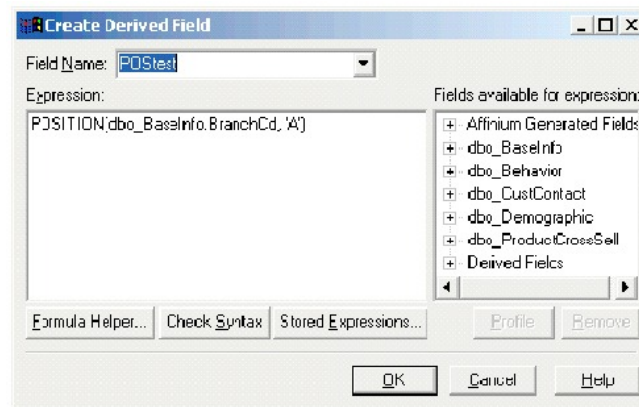 Create Derived Field
Field Name: POStest
Expression:
POSITION(dbo_BaseInfo.BranchCd, 'A')
Fields available for expression:
Affinium Generated Fields
dbo_BaseInfo
dbo_Behavior
dbo_CustContact
dbo_Demographic
dbo_ProductCrossSell
Derived Fields
Formula Helper... Check Syntax Stored Expressions... Profile Remove
OK Cancel Help